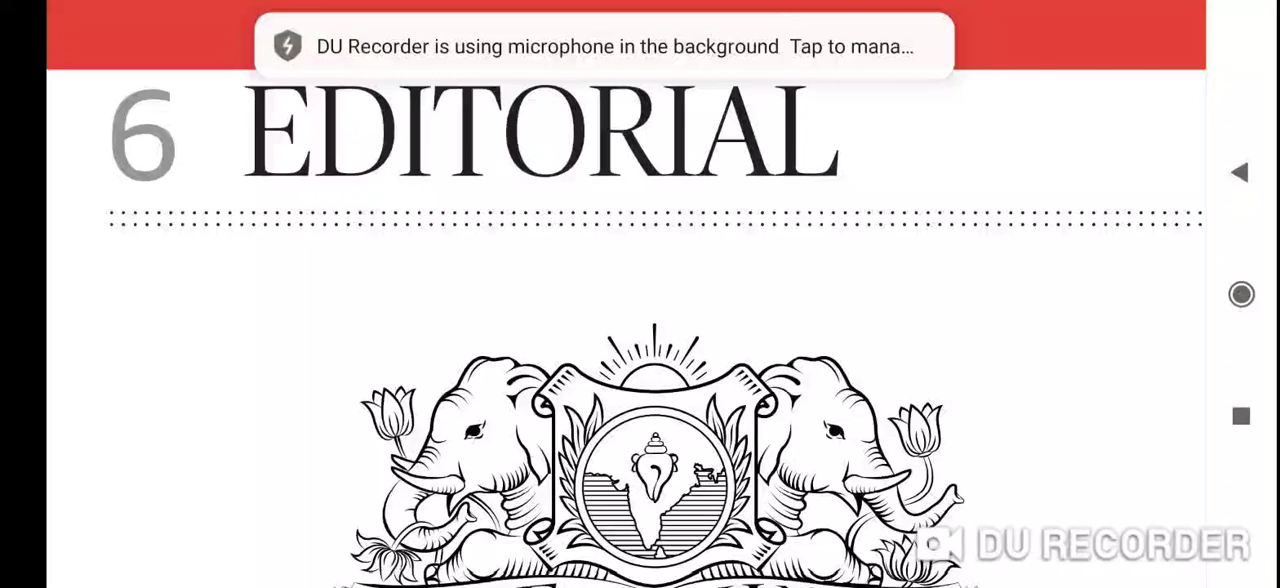 DU Recorder is using microphone in the background Tap to mana...
6 EDITORIAL
DU RECORDER